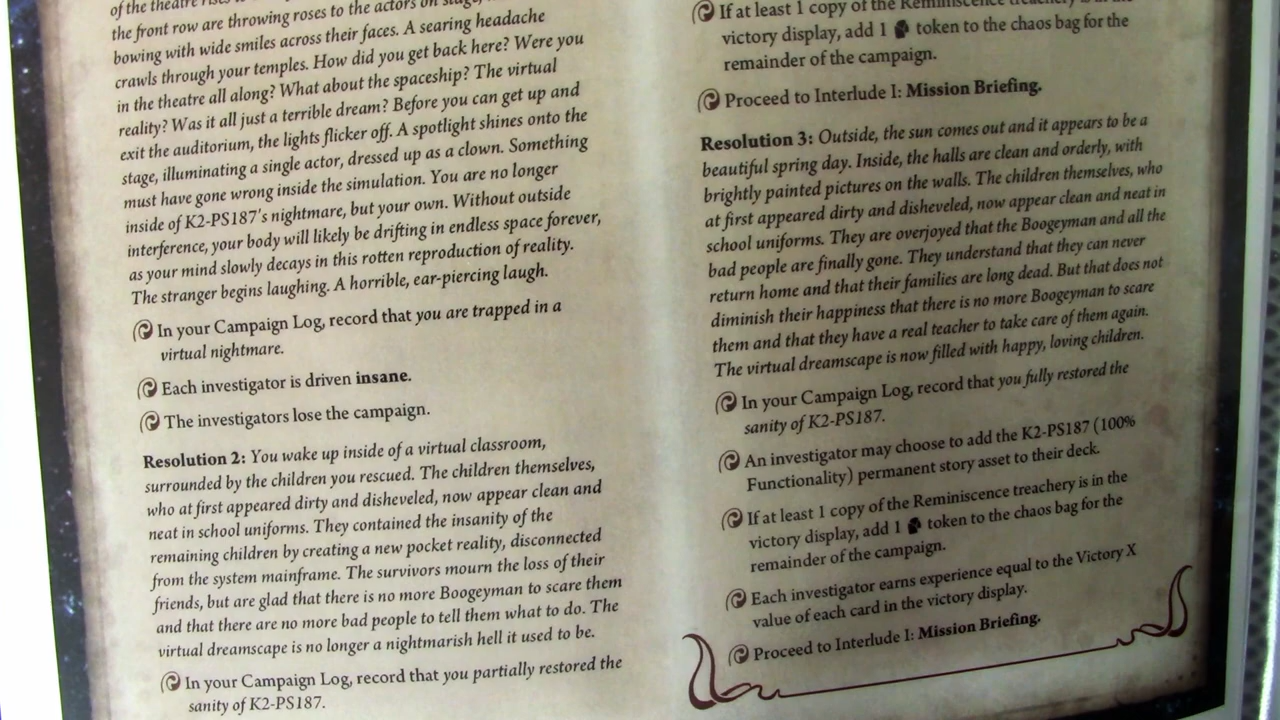 of the theatre
the front row are throwing roses to the actors on stage,
bowing with wide smiles across their faces. A searing headache
crawls through your temples. How did you get back here? Were you
in the theatre all along? What about the spaceship? The virtual
reality? Was it all just a terrible dream? Before you can get up and
exit the auditorium, the lights flicker off. A spotlight shines onto the
stage, illuminating a single actor, dressed up as a clown. Something
must have gone wrong inside the simulation. You are no longer
inside of K2-PS187's nightmare, but your own. Without outside
interference, your body will likely be drifting in endless space forever,
as your mind slowly decays in this rotten reproduction of reality.
The stranger begins laughing. A horrible, ear-piercing laugh.
In your Campaign Log, record that you are trapped in a
virtual nightmare.
Each investigator is driven insane.
The investigators lose the campaign.
Resolution 2: You wake up inside of a virtual classroom,
surrounded by the children you rescued. The children themselves,
who at first appeared dirty and disheveled, now appear clean and
neat in school uniforms. They contained the insanity of the
remaining children by creating a new pocket reality, disconnected
from the system mainframe. The survivors mourn the loss of their
friends, but are glad that there is no more Boogeyman to scare them
and that there are no more bad people to tell them what to do. The
virtual dreamscape is no longer a nightmarish hell it used to be.
In your Campaign Log, record that you partially restored the
sanity of K2-PS187.
If at least 1 copy of the Reminiscence treachery is in the
victory display, add 1 token to the chaos bag for the
remainder of the campaign.
Proceed to Interlude I: Mission Briefing.
Resolution 3: Outside, the sun comes out and it appears to be a
beautiful spring day. Inside, the halls are clean and orderly, with
brightly painted pictures on the walls. The children themselves, who
at first appeared dirty and disheveled, now appear clean and neat in
school uniforms. They are overjoyed that the Boogeyman and all the
bad people are finally gone. They understand that they can never
return home and that their families are long dead. But that does not
diminish their happiness that there is no more Boogeyman to scare
them and that they have a real teacher to take care of them again.
The virtual dreamscape is now filled with happy, loving children.
In your Campaign Log, record that you fully restored the
sanity of K2-PS187.
An investigator may choose to add the K2-PS187 (100%
Functionality) permanent story asset to their deck.
If at least 1 copy of the Reminiscence treachery is in the
victory display, add 1 token to the chaos bag for the
remainder of the campaign.
Each investigator earns experience equal to the Victory X
value of each card in the victory display.
Proceed to Interlude I: Mission Briefing.